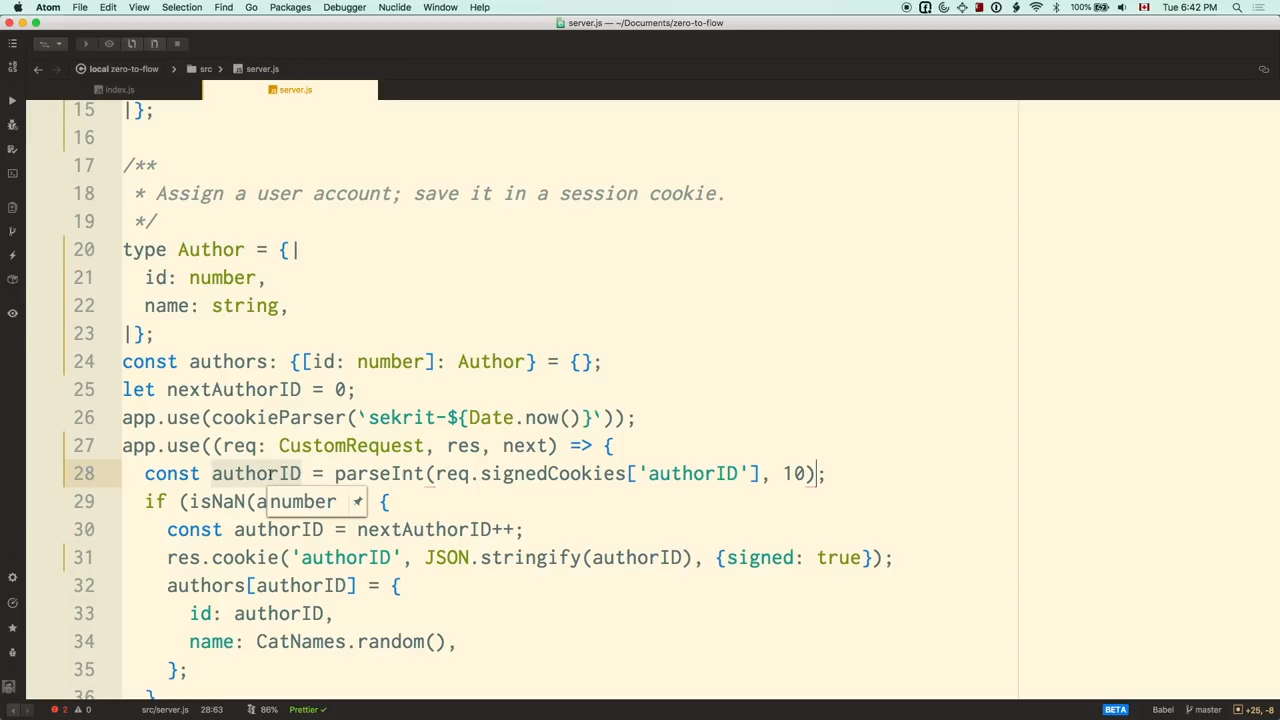 Atom File Edit View Selection Find Go Packages Debugger Nuclide Window Help 100% Tue 6:42 PM
server.js — ~/Documents/zero-to-flow
local zero-to-flow src server.js
index.js server.js
15 |};
16
17 /**
18 * Assign a user account; save it in a session cookie.
19 */
20 type Author = {|
21 id: number,
22 name: string,
23 |};
24 const authors: {[id: number]: Author} = {};
25 let nextAuthorID = 0;
26 app.use(cookieParser(`sekrit-${Date.now()}`));
27 app.use((req: CustomRequest, res, next) => {
28 const authorID = parseInt(req.signedCookies['authorID'], 10);
29 if (isNaN(a number {
30 const authorID = nextAuthorID++;
31 res.cookie('authorID', JSON.stringify(authorID), {signed: true});
32 authors[authorID] = {
33 id: authorID,
34 name: CatNames.random(),
35 };
36 }
2 0 src/server.js 28:63 86% Prettier ✓ BETA Babel master +25, -8